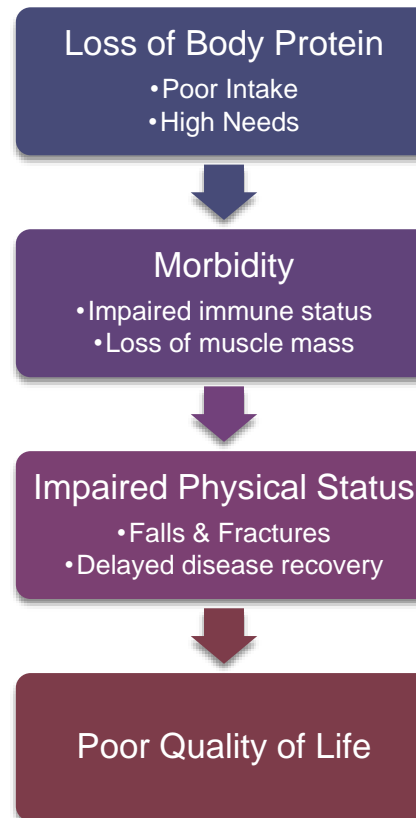 Loss of Body Protein
•Poor Intake
•High Needs
Morbidity
•Impaired immune status
•Loss of muscle mass
Impaired Physical Status
•Falls & Fractures
•Delayed disease recovery
Poor Quality of Life